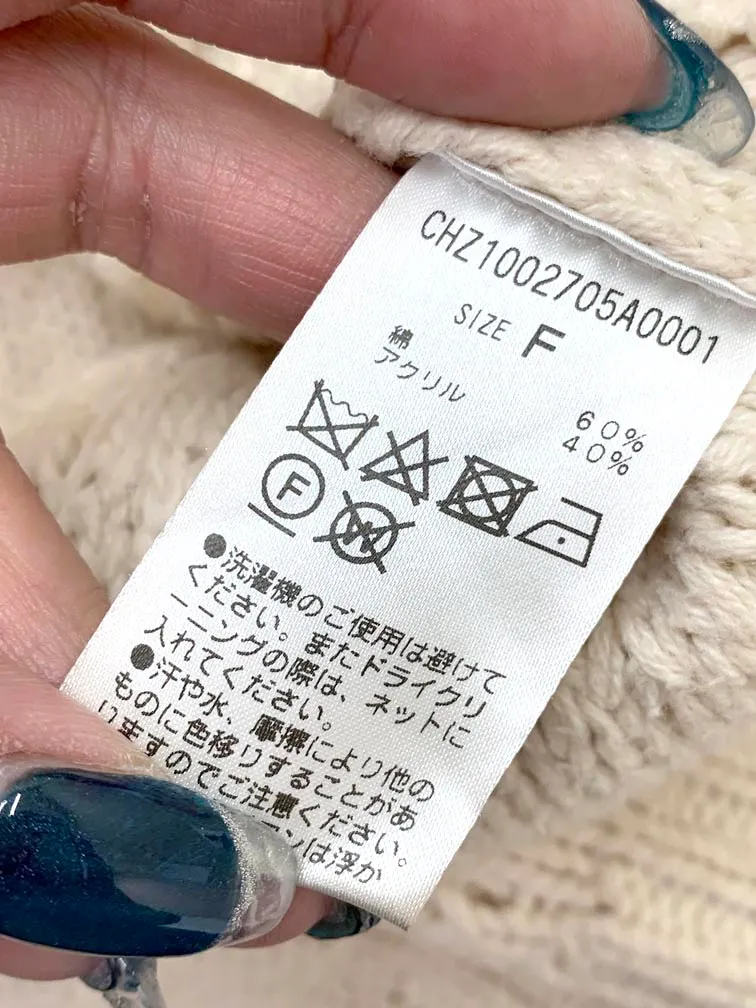 CHZ1002705A0001
SIZE F
綿 60%
アクリル 40%
F W
●洗濯機のご使用は避けて
ください。またドライクリ
ーニングの際は、ネットに
入れてください。
●汗や水、摩擦により他の
ものに色移りすることがあ
りますのでご注意ください。
ンは浮か